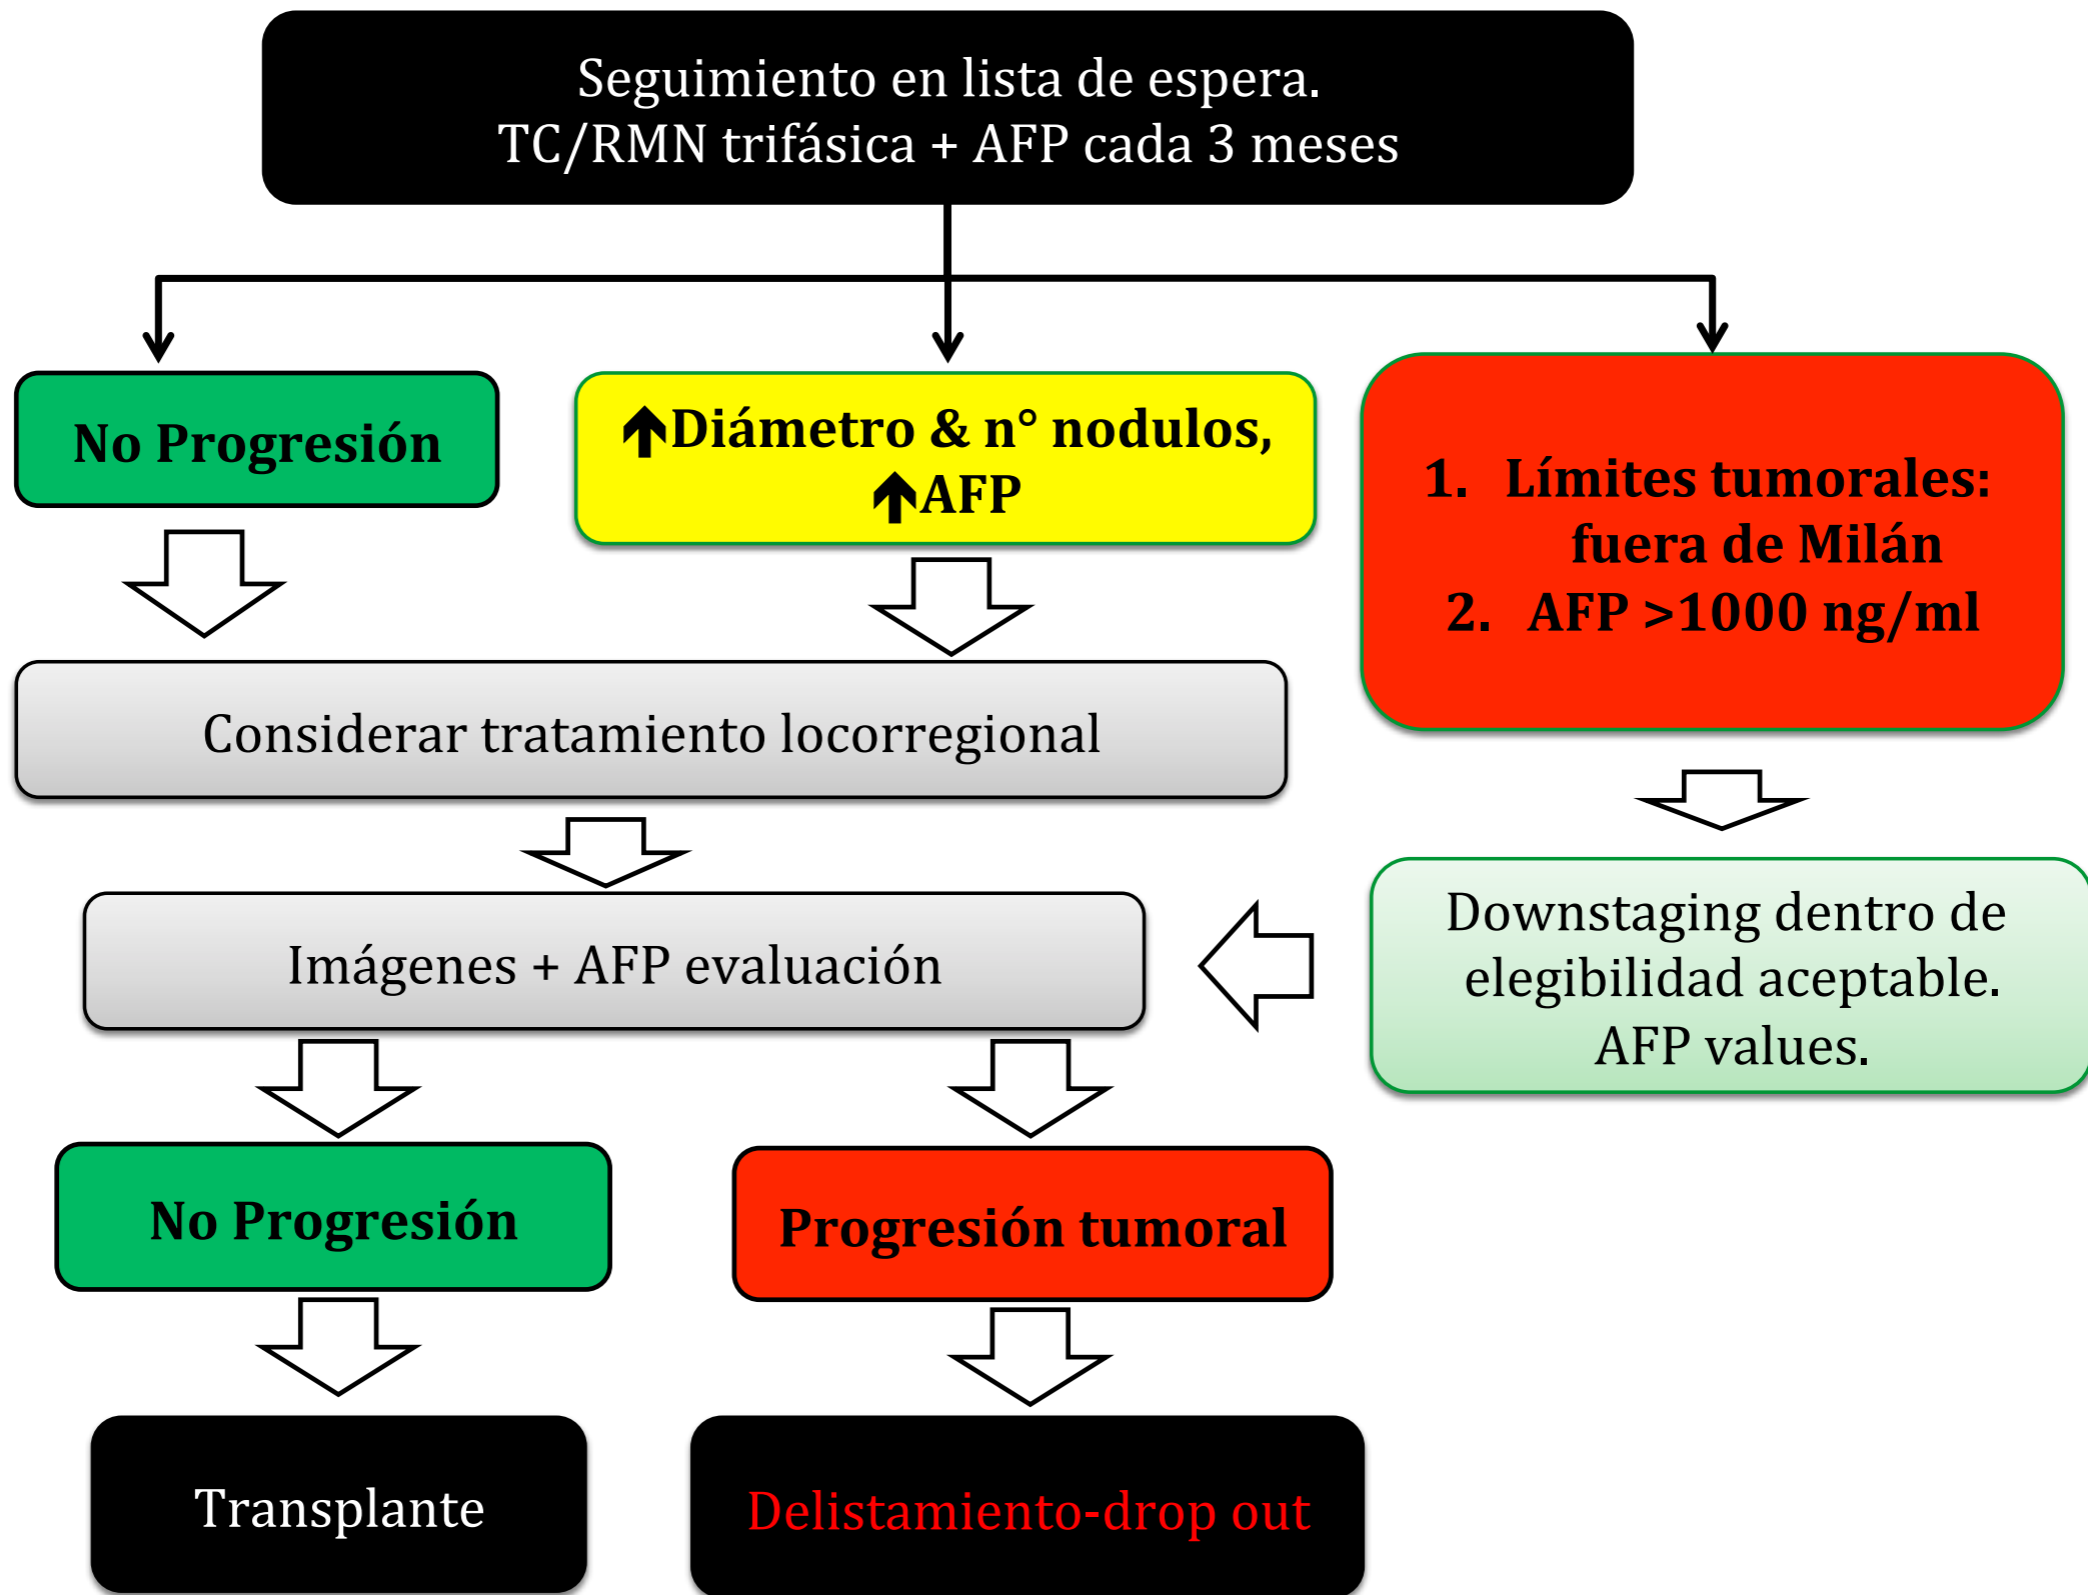 Seguimiento en lista de espera.
TC/RMN trifásica + AFP cada 3 meses
No Progresión
↑Diámetro & n° nodulos,
↑AFP
1. Límites tumorales:
fuera de Milán
2. AFP >1000 ng/ml
Considerar tratamiento locorregional
Imágenes + AFP evaluación
Downstaging dentro de
elegibilidad aceptable.
AFP values.
No Progresión
Progresión tumoral
Transplante
Delistamiento-drop out